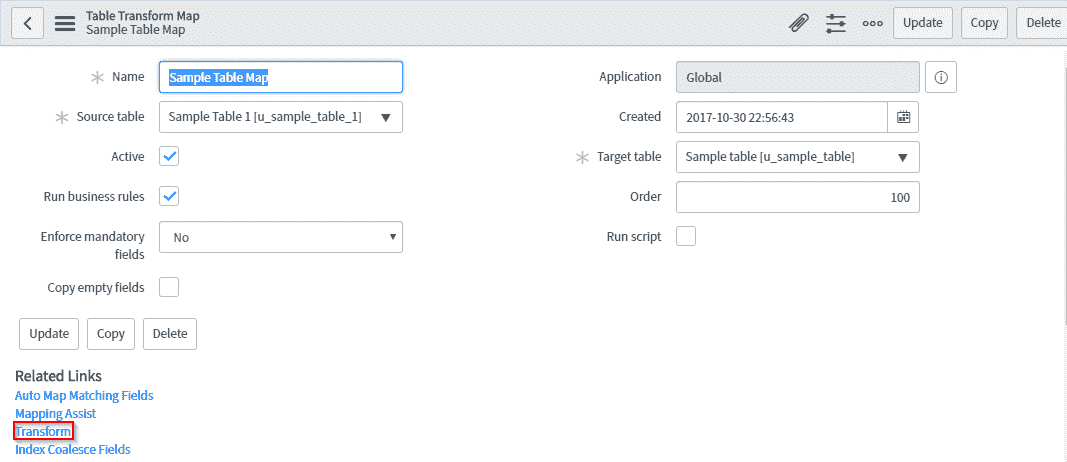 Table Transform Map
Sample Table Map
Update
Copy
Delete
Name
Sample Table Map
Application
Global
Source table
Sample Table 1 [u_sample_table_1]
Created
2017-10-30 22:56:43
Active
Target table
Sample table [u_sample_table]
Run business rules
Order
100
Enforce mandatory
fields
No
Run script
Copy empty fields
Update
Copy
Delete
Related Links
Auto Map Matching Fields
Mapping Assist
Transform
Index Coalesce Fields